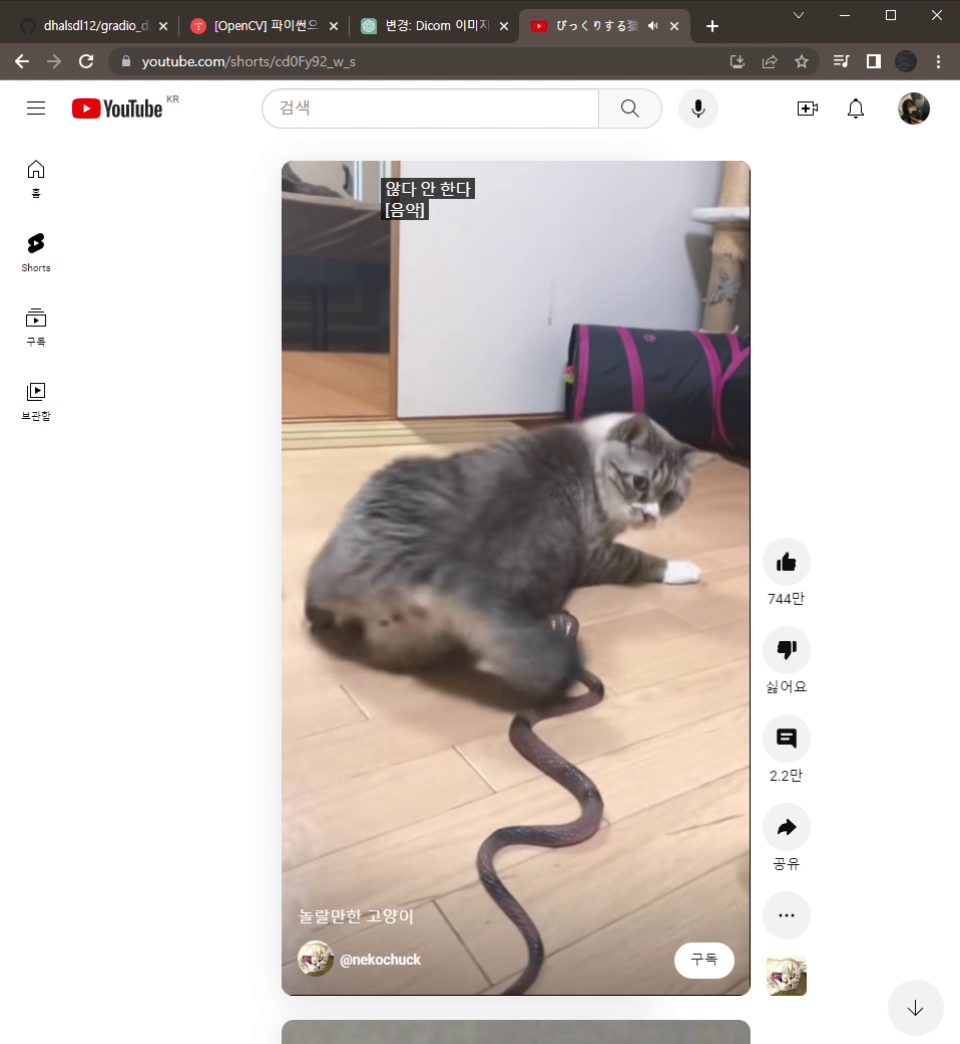 dhalsdl12/gradio_d
[OpenCV] 파이썬으
변경: Dicom 이미지
びっくりする猫
youtube.com/shorts/cd0Fy92_w_s
YouTube KR
검색
홈
Shorts
구독
보관함
않다 안 한다
[음악]
744만
싫어요
2.2만
공유
놀랄만한 고양이
@nekochuck
구독